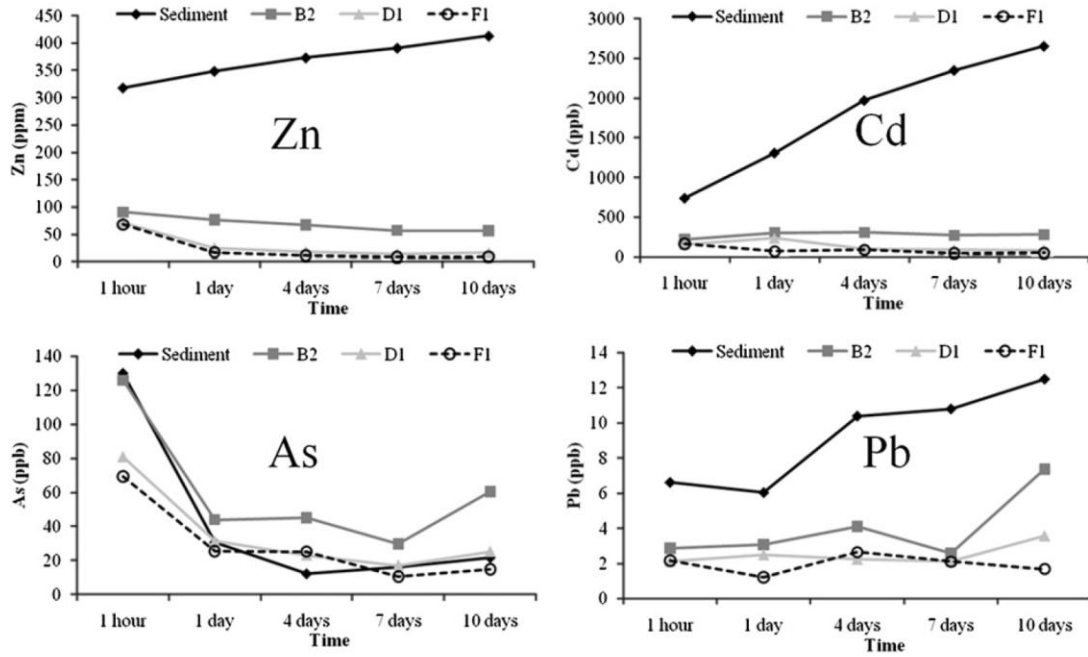 Sediment B2 D1 F1
450
400
350
300
250
200
150
100
50
0
Zn (ppm)
Zn
1 hour 1 day 4 days 7 days 10 days
Time
Sediment B2 D1 F1
3000
2500
2000
1500
1000
500
0
Cd (ppb)
Cd
1 hour 1 day 4 days 7 days 10 days
Time
Sediment B2 D1 F1
140
120
100
80
60
40
20
0
As (ppb)
As
1 hour 1 day 4 days 7 days 10 days
Time
Sediment B2 D1 F1
14
12
10
8
6
4
2
0
Pb (ppb)
Pb
1 hour 1 day 4 days 7 days 10 days
Time